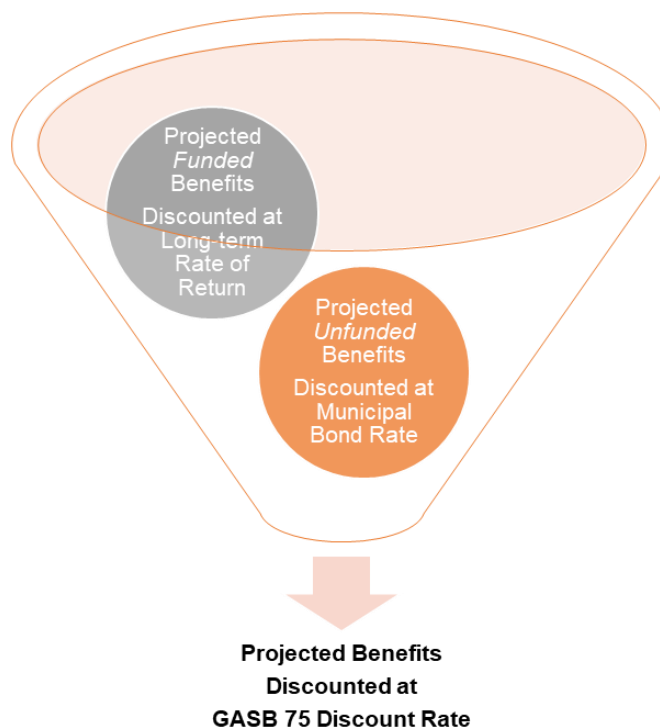 Projected
Funded
Benefits
Discounted at
Long-term
Rate of
Return
Projected
Unfunded
Benefits
Discounted at
Municipal
Bond Rate
Projected Benefits
Discounted at
GASB 75 Discount Rate